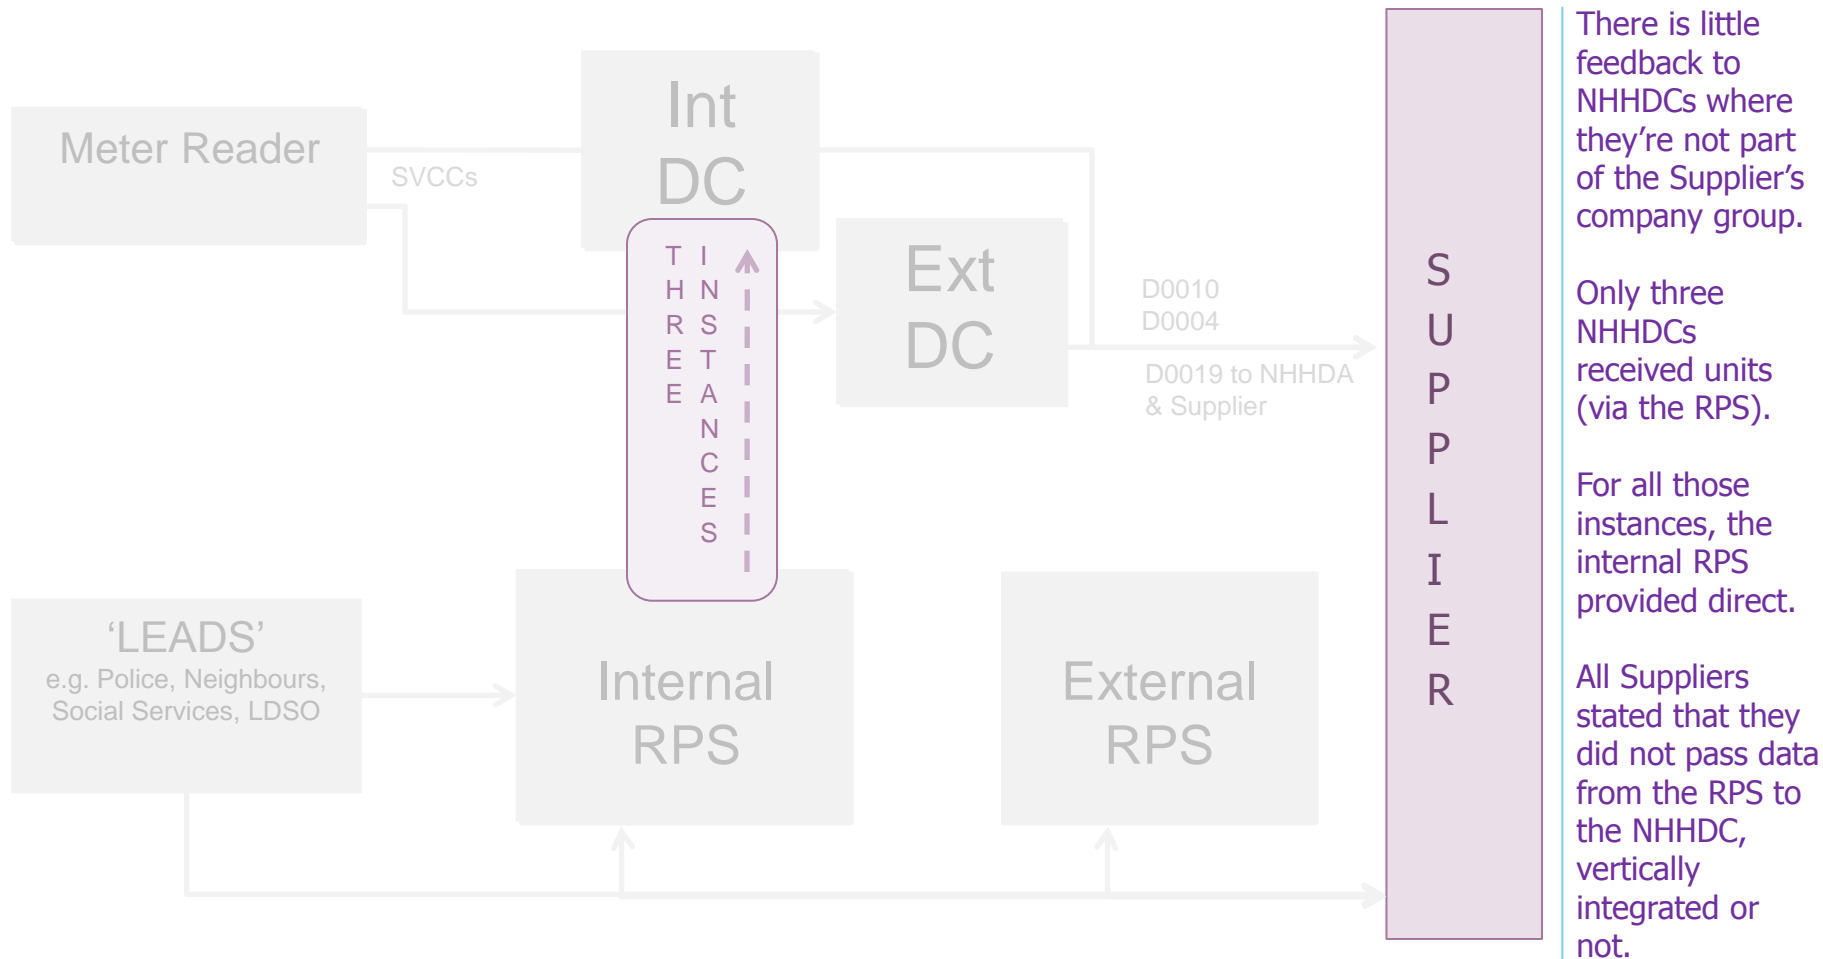 Meter Reader
SVCCs
Int
DC
THREE
INSTANCES
Ext
DC
D0010
D0004
D0019 to NHHDA
& Supplier
‘LEADS’
e.g. Police, Neighbours,
Social Services, LDSO
Internal
RPS
External
RPS
SUPPLIER
There is little
feedback to
NHHDCs where
they’re not part
of the Supplier’s
company group.
Only three
NHHDCs
received units
(via the RPS).
For all those
instances, the
internal RPS
provided direct.
All Suppliers
stated that they
did not pass data
from the RPS to
the NHHDC,
vertically
integrated or
not.